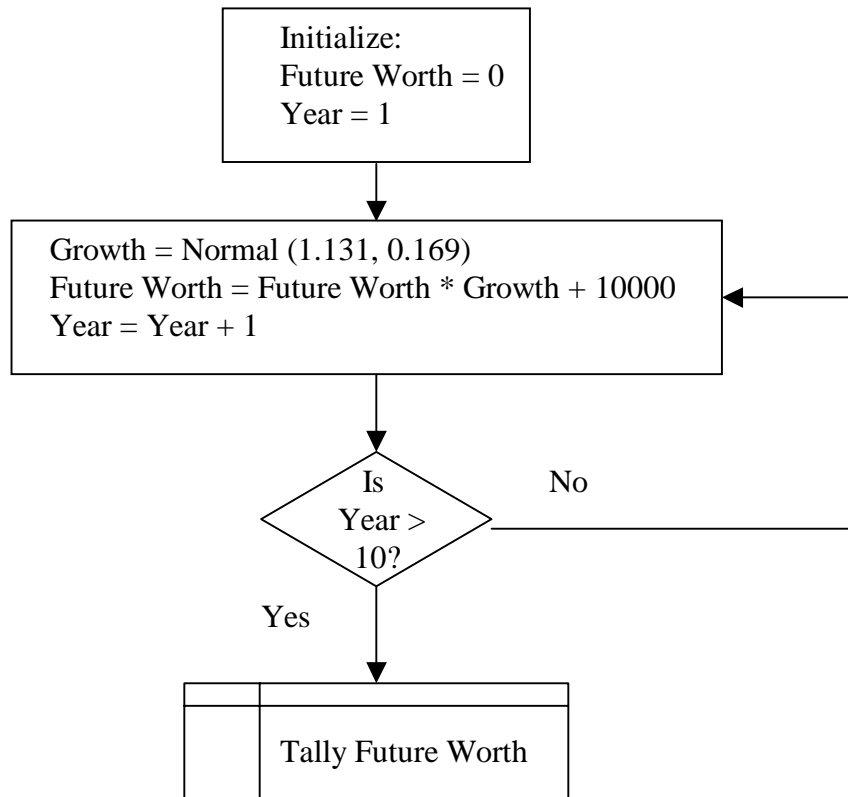 Initialize:
Future Worth = 0
Year = 1
Growth = Normal (1.131, 0.169)
Future Worth = Future Worth * Growth + 10000
Year = Year + 1
Is
Year >
10?
No
Yes
Tally Future Worth